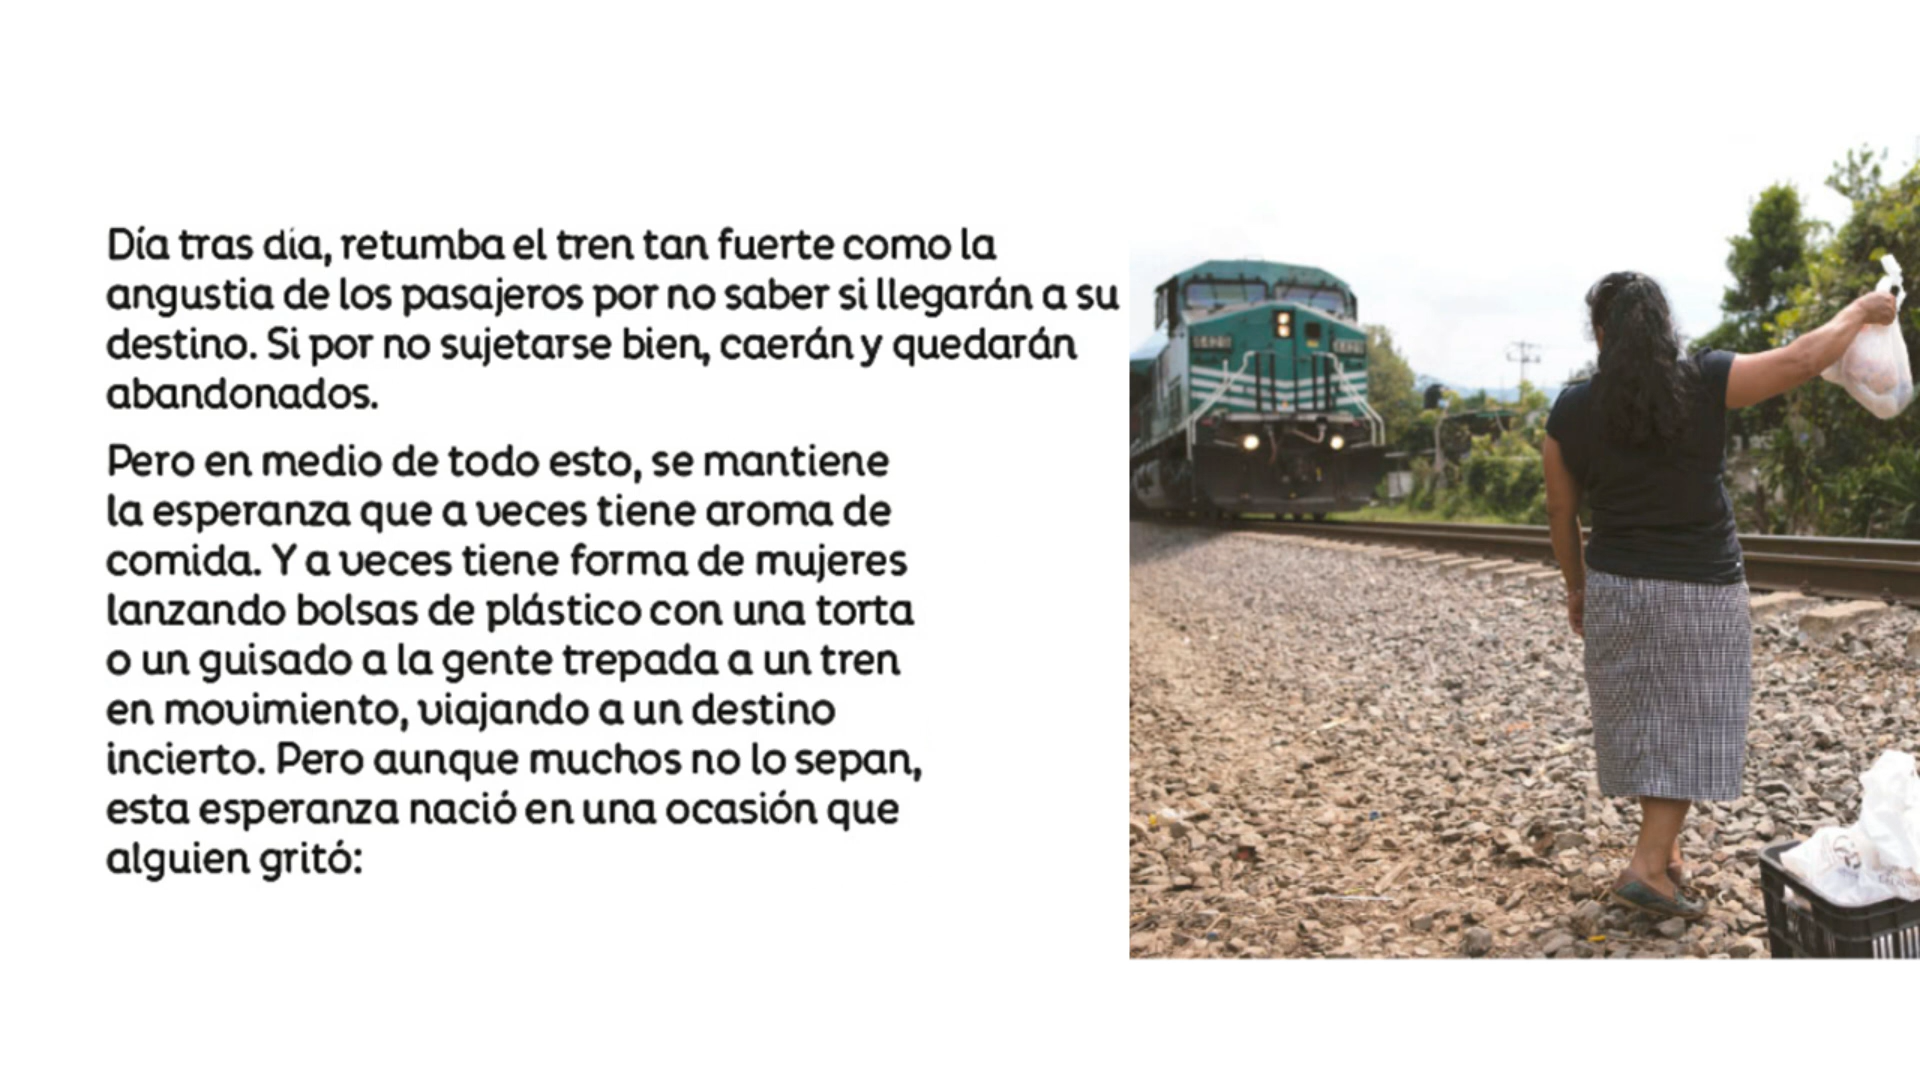 Día tras día, retumba el tren tan fuerte como la
angustia de los pasajeros por no saber si llegarán a su
destino. Si por no sujetarse bien, caerán y quedarán
abandonados.
Pero en medio de todo esto, se mantiene
la esperanza que a veces tiene aroma de
comida. Y a veces tiene forma de mujeres
lanzando bolsas de plástico con una torta
o un guisado a la gente trepada a un tren
en movimiento, viajando a un destino
incierto. Pero aunque muchos no lo sepan,
esta esperanza nació en una ocasión que
alguien gritó: